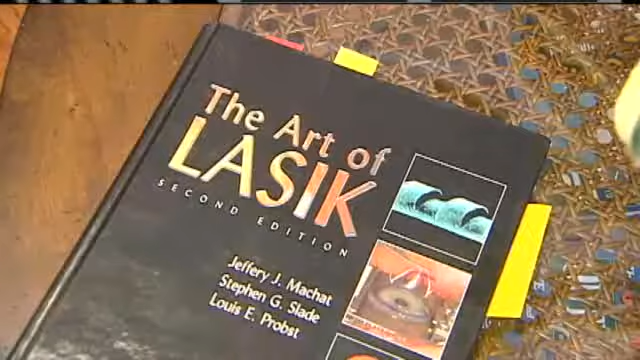 The Art of
LASIK
SECOND EDITION
Jeffery J. Machat
Stephen G. Slade
Louis E. Probst